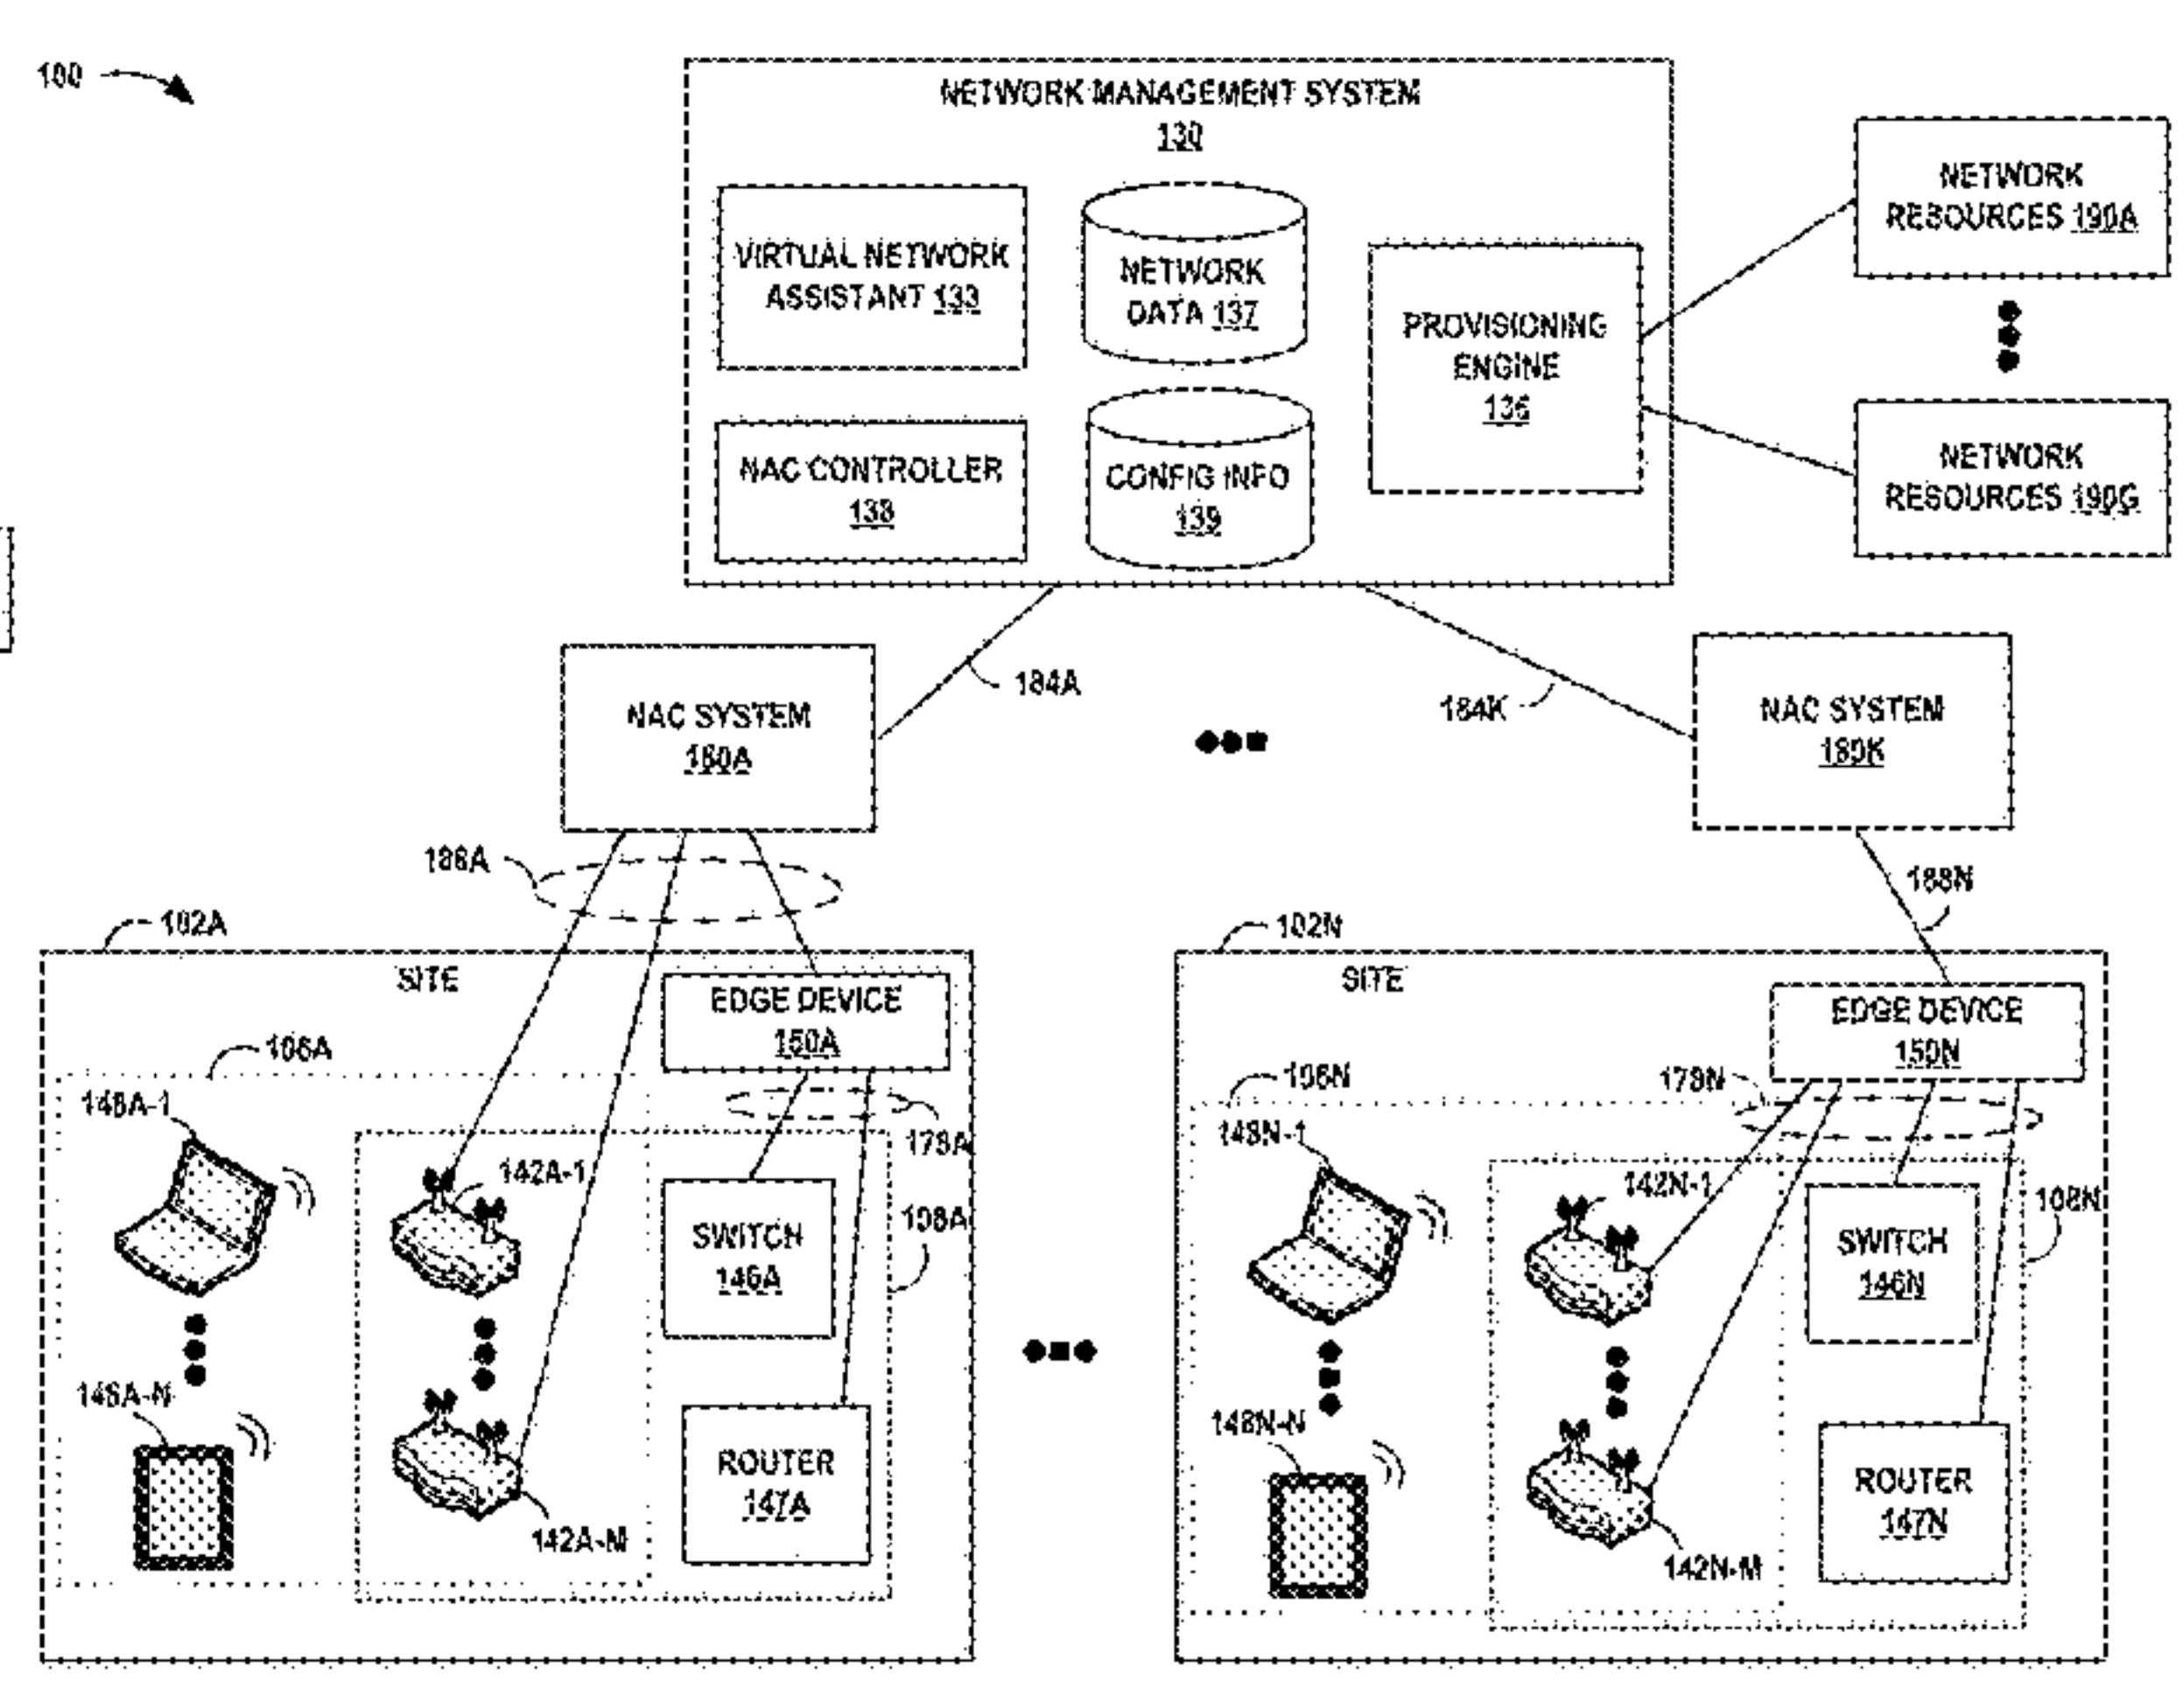 100
NETWORK MANAGEMENT SYSTEM
130
VIRTUAL NETWORK
ASSISTANT 133
NETWORK
DATA 137
PROVISIONING
ENGINE
136
NAC CONTROLLER
138
CONFIG INFO
139
NETWORK
RESOURCES 190A
NETWORK
RESOURCES 190G
184A
184K
NAC SYSTEM
180A
NAC SYSTEM
180K
188A
188N
102A
102N
SITE
EDGE DEVICE
150A
106A
148A-1
178A
142A-1
108A
SWITCH
146A
148A-N
ROUTER
147A
142A-M
SITE
EDGE DEVICE
150N
106N
178N
148N-1
142N-1
108N
SWITCH
146N
148N-N
ROUTER
147N
142N-M